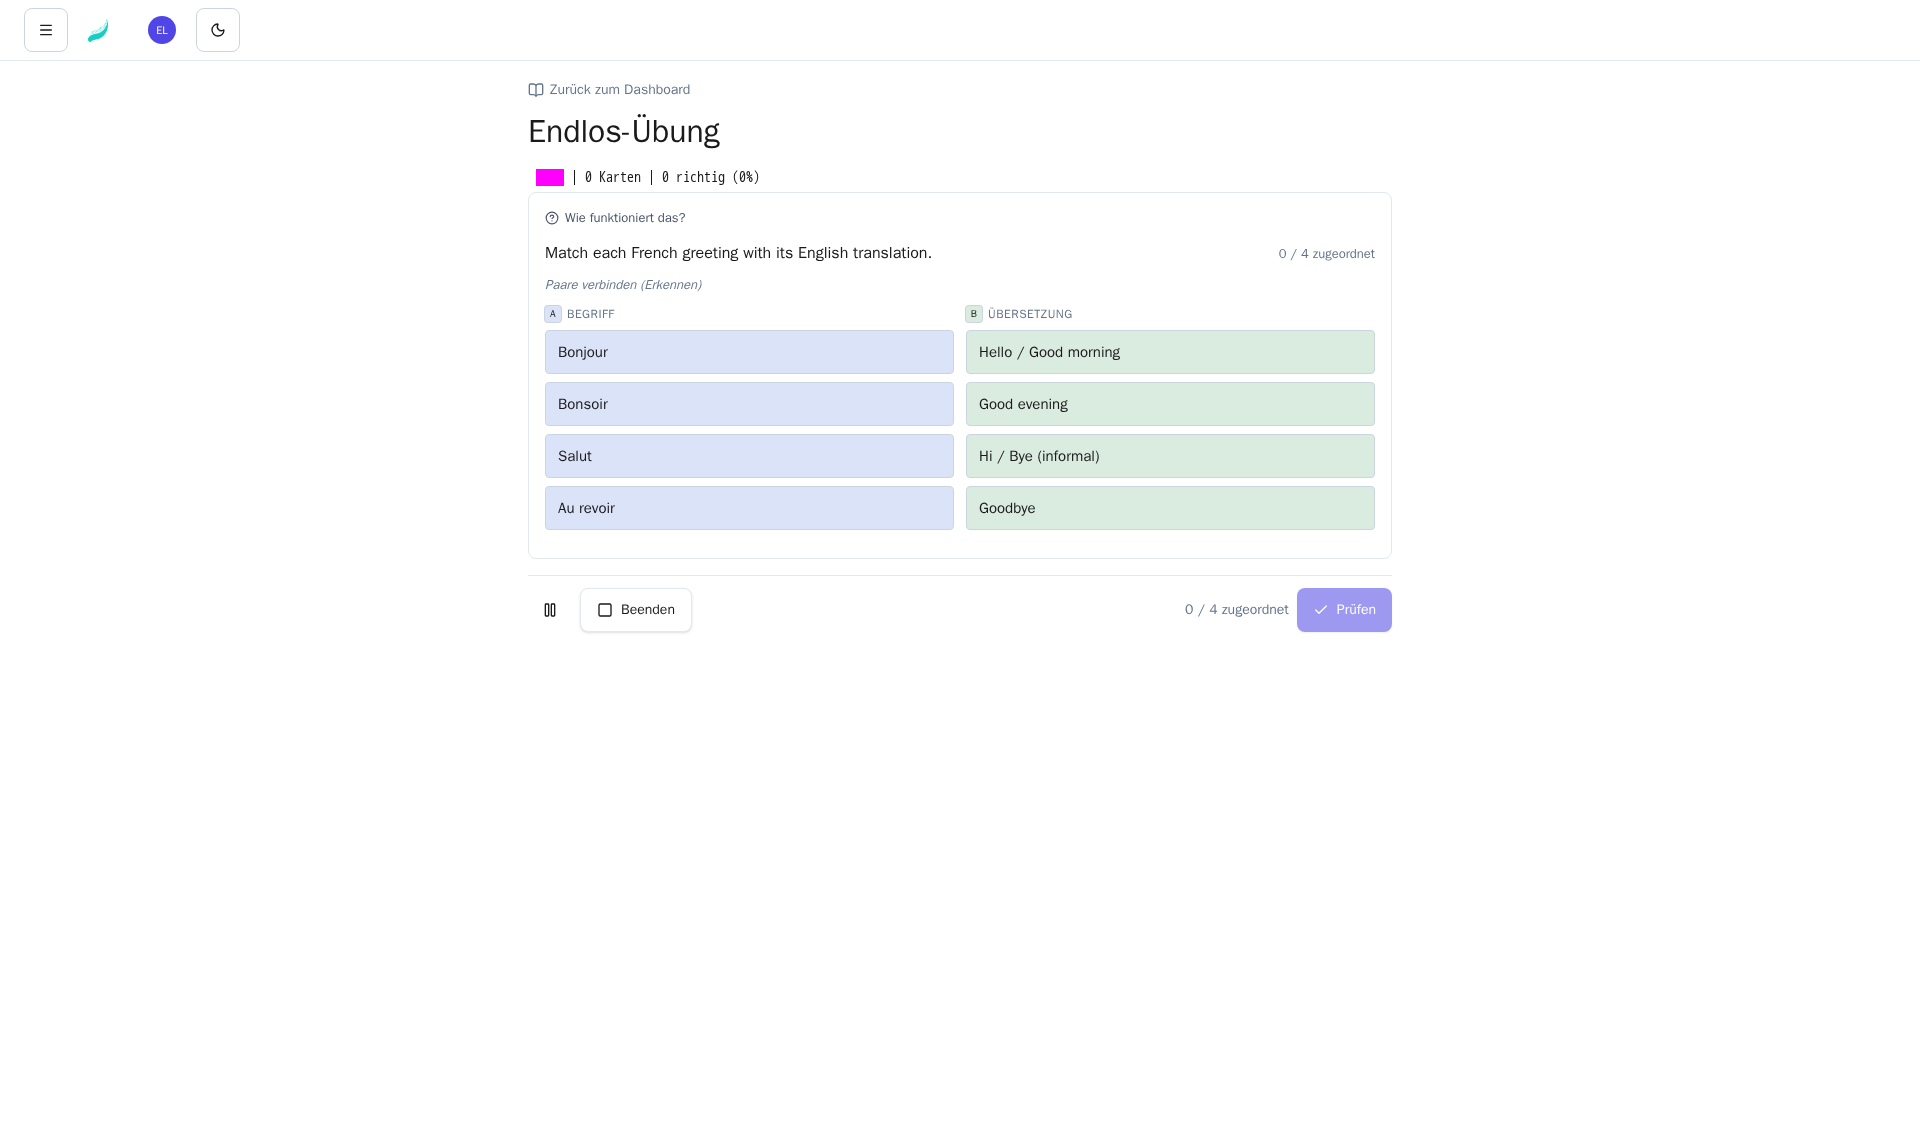 EL
Zurück zum Dashboard
Endlos-Übung
| 0 Karten | 0 richtig (0%)
Wie funktioniert das?
Match each French greeting with its English translation.
0 / 4 zugeordnet
Paare verbinden (Erkennen)
A BEGRIFF
B ÜBERSETZUNG
Bonjour
Hello / Good morning
Bonsoir
Good evening
Salut
Hi / Bye (informal)
Au revoir
Goodbye
Beenden
0 / 4 zugeordnet
Prüfen